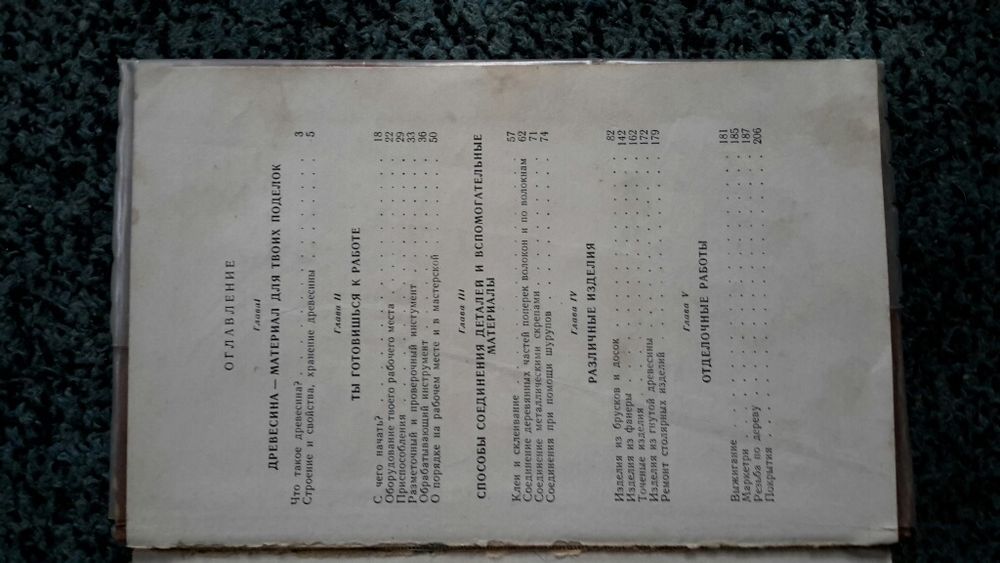 ОГЛАВЛЕНИЕ
Глава I
ДРЕВЕСИНА — МАТЕРИАЛ ДЛЯ ТВОИХ ПОДЕЛОК
Что такое древесина? . . . . . . . . . . . . . 3
Строение и свойства, хранение древесины . . . . . . . 5
Глава II
ТЫ ГОТОВИШЬСЯ К РАБОТЕ
С чего начать? . . . . . . . . . . . . . 18
Оборудование твоего рабочего места . . . . . . . . 22
Приспособления . . . . . . . . . . . . . 29
Разметочный и проверочный инструмент . . . . . . . 33
Обрабатывающий инструмент . . . . . . . . . . 36
О порядке на рабочем месте и в мастерской . . . . . . 50
Глава III
СПОСОБЫ СОЕДИНЕНИЯ ДЕТАЛЕЙ И ВСПОМОГАТЕЛЬНЫЕ
МАТЕРИАЛЫ
Клеи и склеивание . . . . . . . . . . . . 57
Соединение деревянных частей поперек волокон и по волокнам 62
Соединение металлическими скрепами . . . . . . . . 71
Соединения при помощи шурупов . . . . . . . . . 74
Глава IV
РАЗЛИЧНЫЕ ИЗДЕЛИЯ
Изделия из брусков и досок . . . . . . . . . . 82
Изделия из фанеры . . . . . . . . . . . . 142
Точеные изделия . . . . . . . . . . . . . 162
Изделия из гнутой древесины . . . . . . . . . . 172
Ремонт столярных изделий . . . . . . . . . . 179
Глава V
ОТДЕЛОЧНЫЕ РАБОТЫ
Выжигание . . . . . . . . . . . . . . 181
Маркетри . . . . . . . . . . . . . . 185
Резьба по дереву . . . . . . . . . . . . 187
Покрытия . . . . . . . . . . . . . . 206